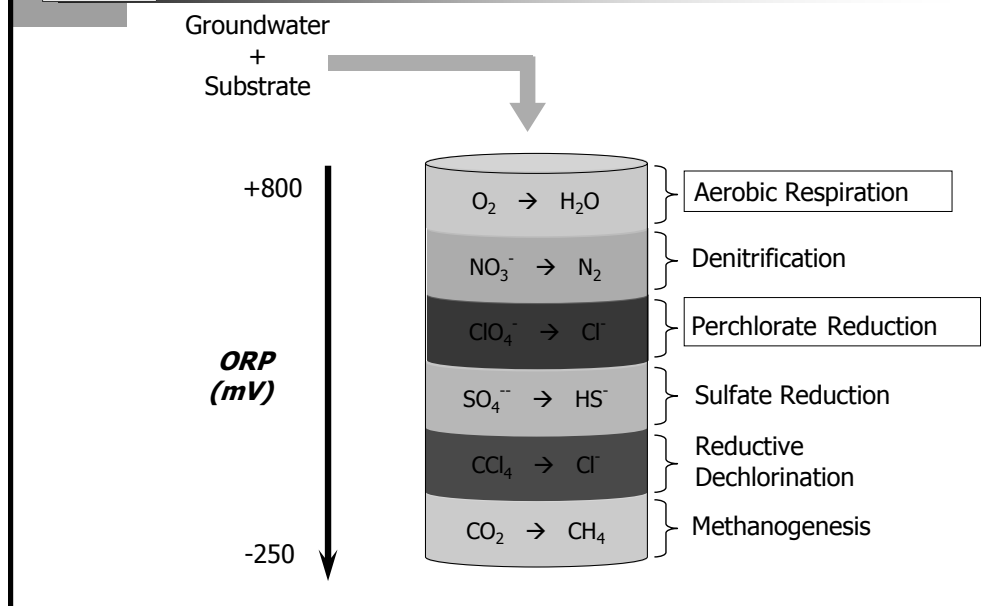 Groundwater
+
Substrate
+800
O₂ → H₂O
Aerobic Respiration
NO₃⁻ → N₂
Denitrification
ClO₄⁻ → Cl⁻
Perchlorate Reduction
ORP
(mV)
SO₄⁻⁻ → HS⁻
Sulfate Reduction
CCl₄ → Cl⁻
Reductive
Dechlorination
CO₂ → CH₄
Methanogenesis
-250